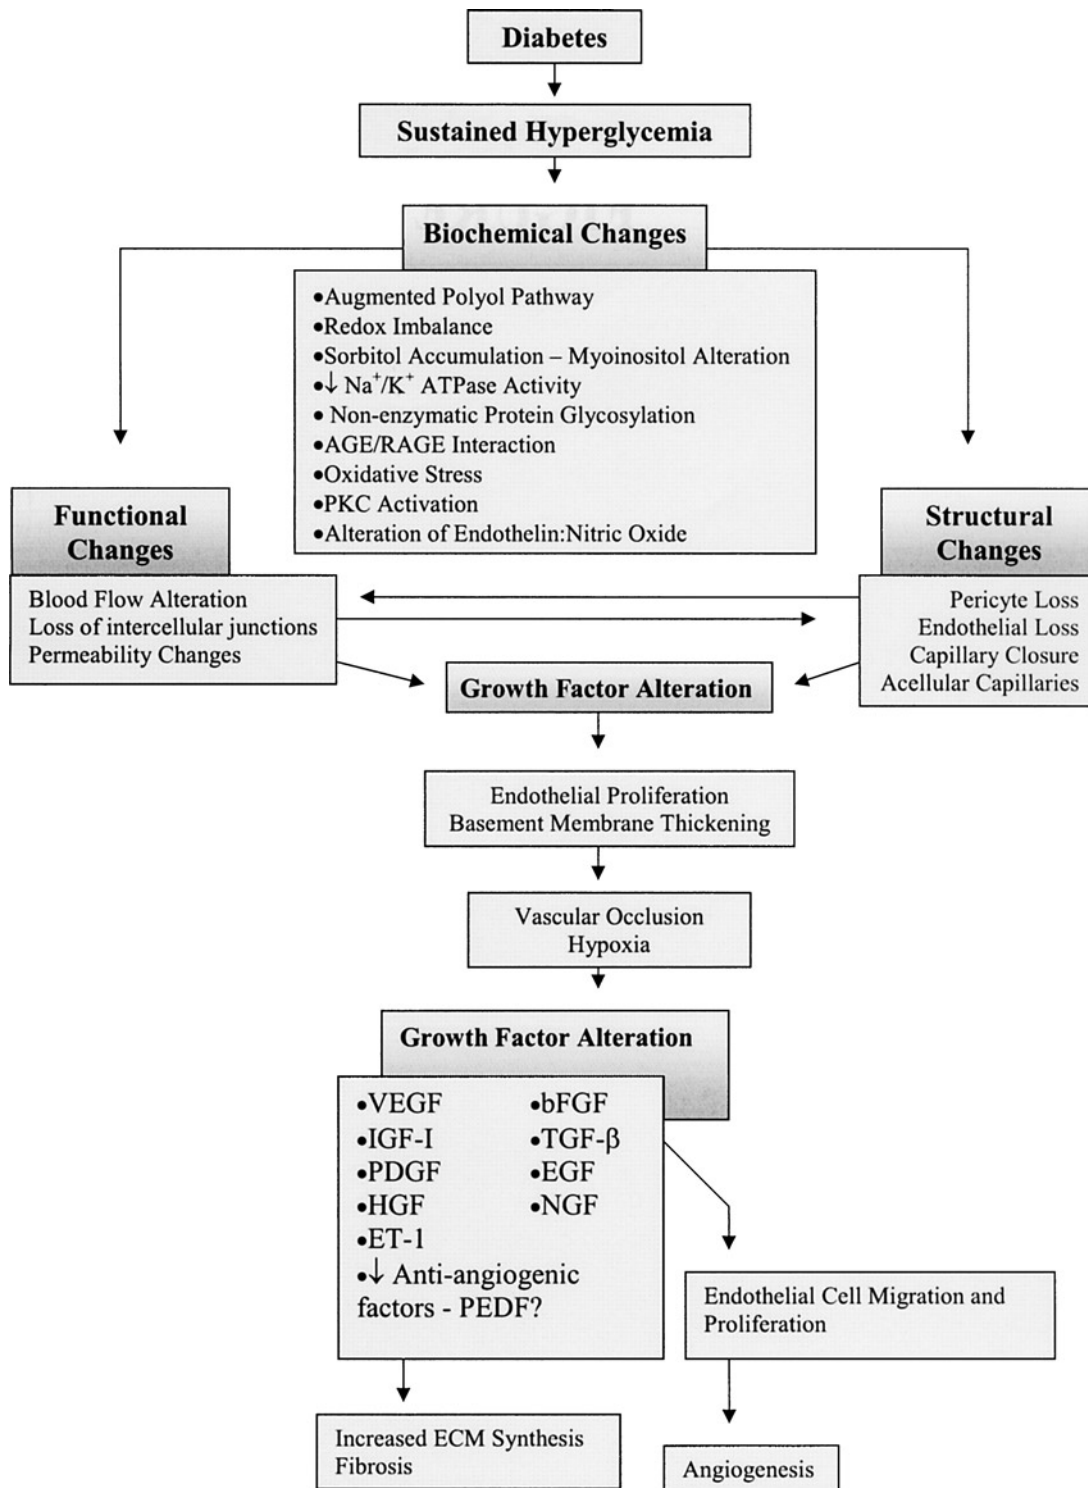 Diabetes
Sustained Hyperglycemia
Biochemical Changes
•Augmented Polyol Pathway
•Redox Imbalance
•Sorbitol Accumulation – Myoinositol Alteration
•↓ Na⁺/K⁺ ATPase Activity
• Non-enzymatic Protein Glycosylation
•AGE/RAGE Interaction
•Oxidative Stress
•PKC Activation
•Alteration of Endothelin:Nitric Oxide
Functional
Changes
Blood Flow Alteration
Loss of intercellular junctions
Permeability Changes
Structural
Changes
Pericyte Loss
Endothelial Loss
Capillary Closure
Acellular Capillaries
Growth Factor Alteration
Endothelial Proliferation
Basement Membrane Thickening
Vascular Occlusion
Hypoxia
Growth Factor Alteration
•VEGF •bFGF
•IGF-I •TGF-β
•PDGF •EGF
•HGF •NGF
•ET-1
•↓ Anti-angiogenic
factors - PEDF?
Endothelial Cell Migration and
Proliferation
Increased ECM Synthesis
Fibrosis
Angiogenesis